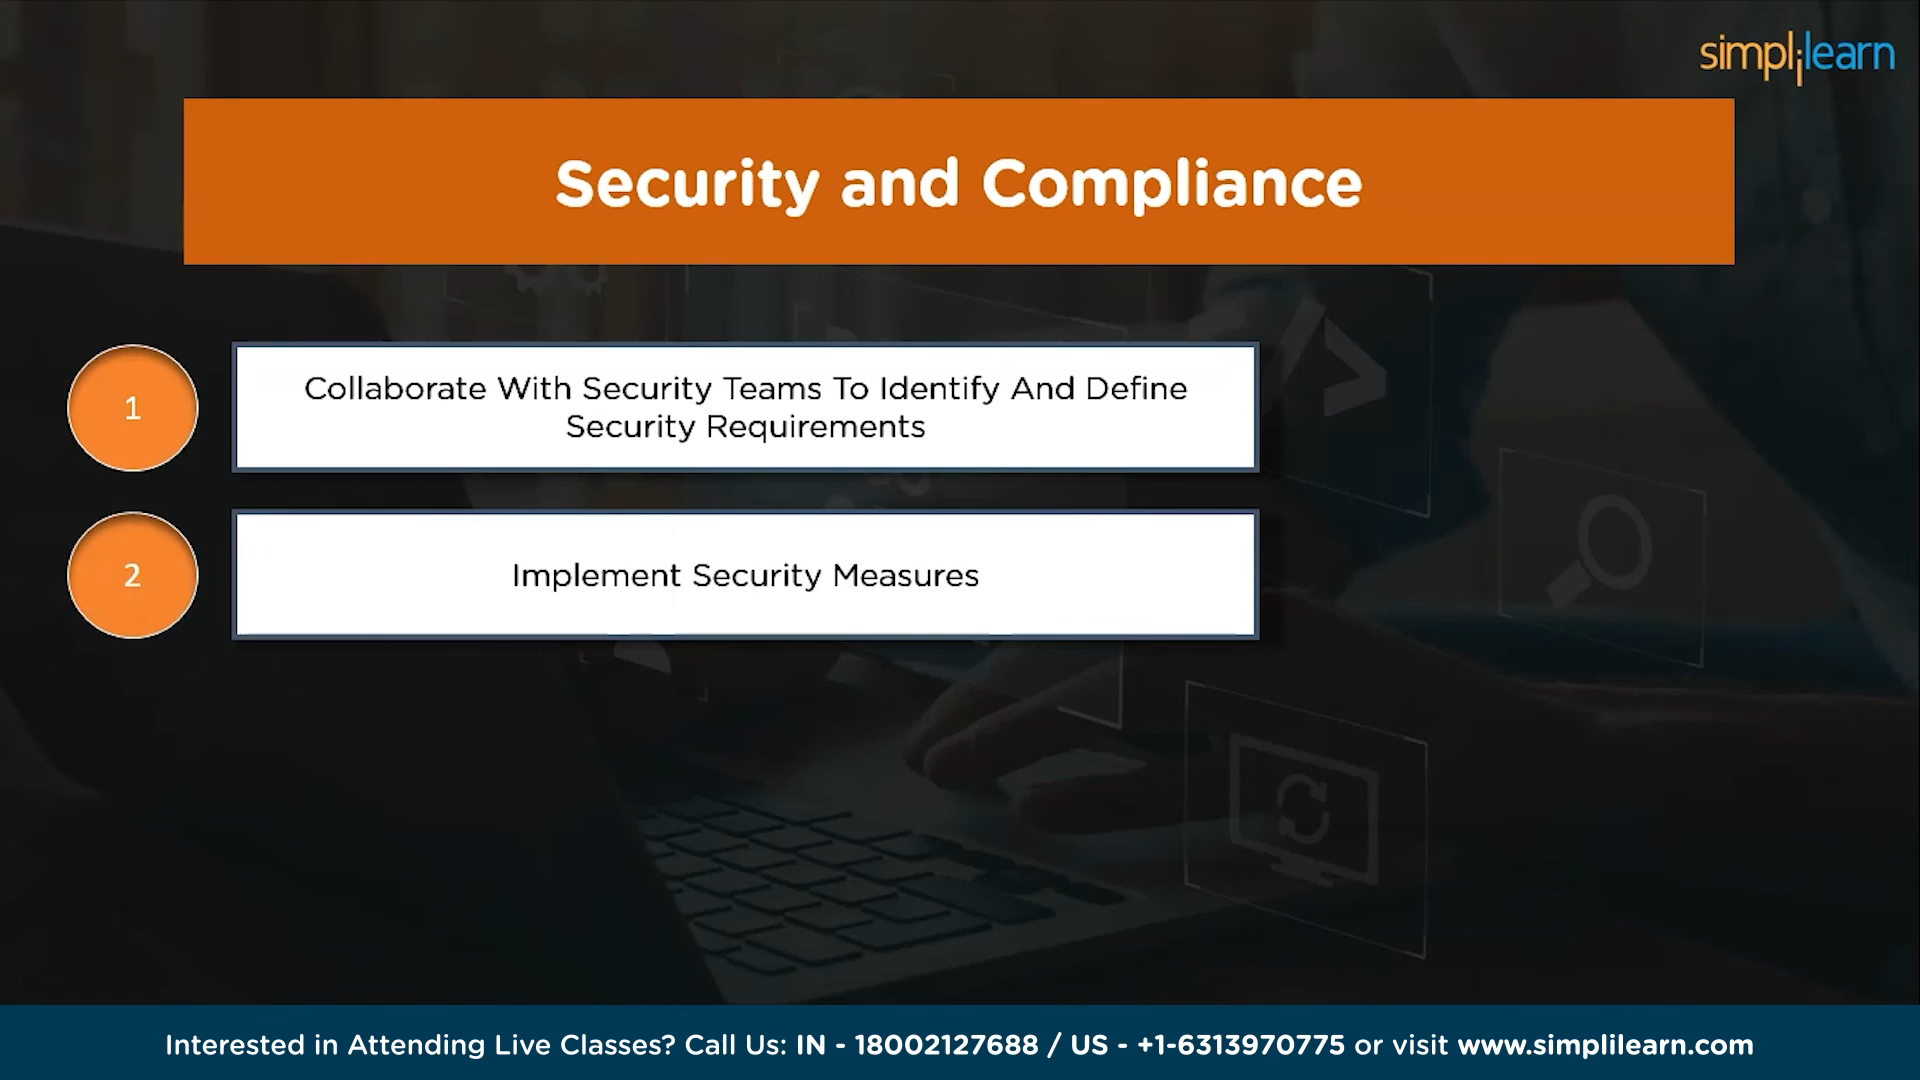 simplilearn
Security and Compliance
1
Collaborate With Security Teams To Identify And Define
Security Requirements
2
Implement Security Measures
Interested in Attending Live Classes? Call Us: IN - 18002127688 / US - +1-6313970775 or visit www.simplilearn.com